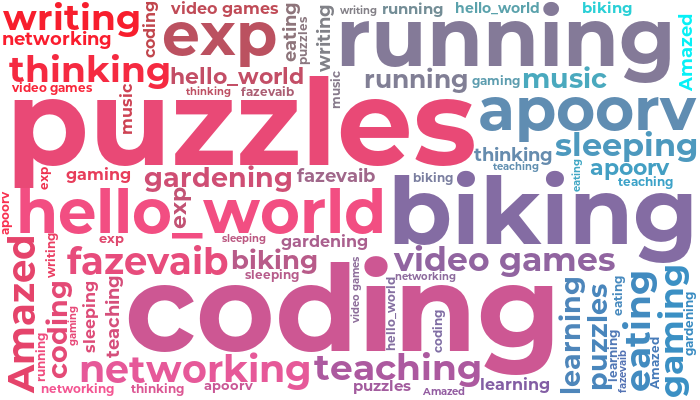 writing
networking
coding
video games
exp
eating
puzzles
writing
writing
running
hello_world
biking
running
Amazed
thinking
video games
hello_world
thinking
fazevaib
music
music
running
gaming
music
puzzles
apoorv
sleeping
thinking
teaching
apoorv
teaching
eating
exp
gaming
gardening
fazevaib
biking
apoorv
hello world
exp
biking
exp
sleeping
gardening
Amazed
writing
fazevaib
biking
sleeping
video games
networking
coding
running
coding
gaming
sleeping
teaching
video games
hello_world
coding
learning
puzzles
learning
eating
fazevaib
eating
Amazed
gaming
gardening
networking
teaching
networking
thinking
apoorv
puzzles
Amazed
learning